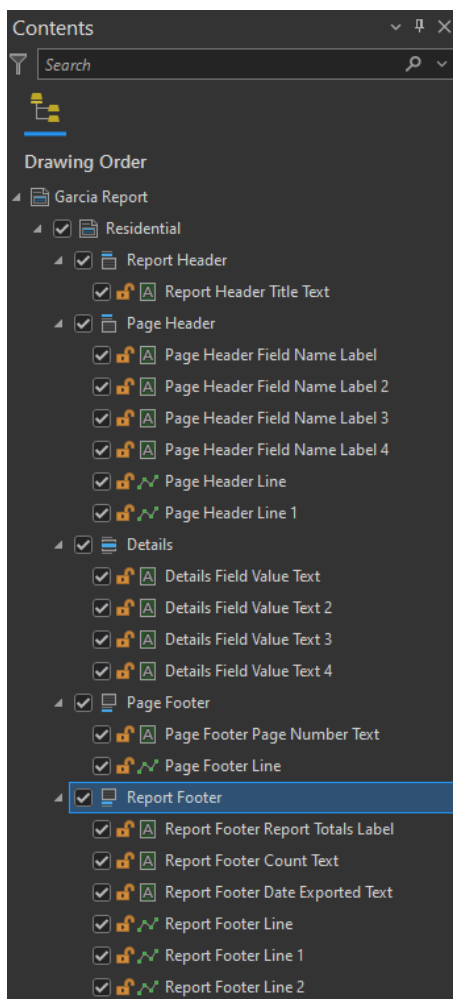 Contents
Search
Drawing Order
Garcia Report
Residential
Report Header
A Report Header Title Text
Page Header
A Page Header Field Name Label
A Page Header Field Name Label 2
A Page Header Field Name Label 3
A Page Header Field Name Label 4
Page Header Line
Page Header Line 1
Details
A Details Field Value Text
A Details Field Value Text 2
A Details Field Value Text 3
A Details Field Value Text 4
Page Footer
A Page Footer Page Number Text
Page Footer Line
Report Footer
A Report Footer Report Totals Label
A Report Footer Count Text
A Report Footer Date Exported Text
Report Footer Line
Report Footer Line 1
Report Footer Line 2